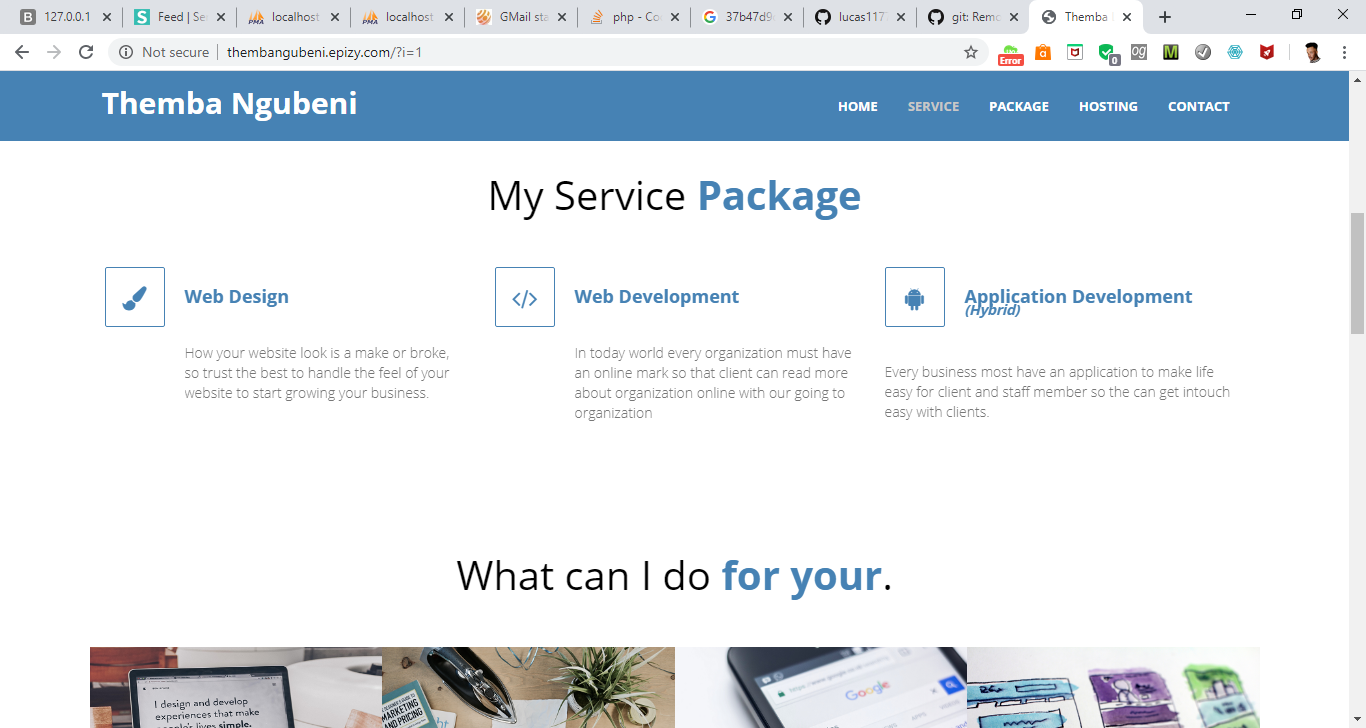 127.0.0.1
Feed | Se
localhost
localhost
GMail sta
php - Co
37b47d9
lucas117
git: Remo
Themba
Not secure
thembangubeni.epizy.com/?i=1
Error
0
og
M
Themba Ngubeni
HOME SERVICE PACKAGE HOSTING CONTACT
My Service Package
Web Design
How your website look is a make or broke,
so trust the best to handle the feel of your
website to start growing your business.
Web Development
In today world every organization must have
an online mark so that client can read more
about organization online with our going to
organization
Application Development
(Hybrid)
Every business most have an application to make life
easy for client and staff member so the can get intouch
easy with clients.
What can I do for your.
I design and develop
experiences that make
people's lives simple.
MARKETING
AND PRICING
Google